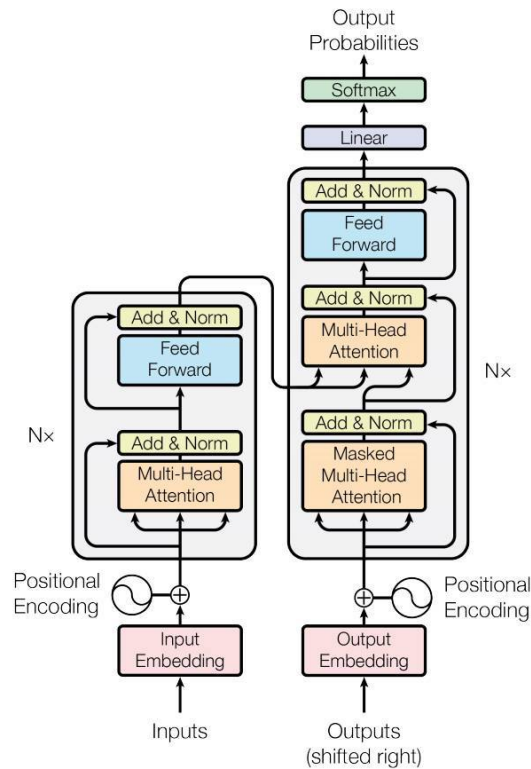 Output
Probabilities
Softmax
Linear
Add & Norm
Feed
Forward
Add & Norm
Multi-Head
Attention
Add & Norm
Masked
Multi-Head
Attention
N×
Add & Norm
Feed
Forward
N×
Add & Norm
Multi-Head
Attention
Positional
Encoding
Positional
Encoding
Input
Embedding
Output
Embedding
Inputs
Outputs
(shifted right)